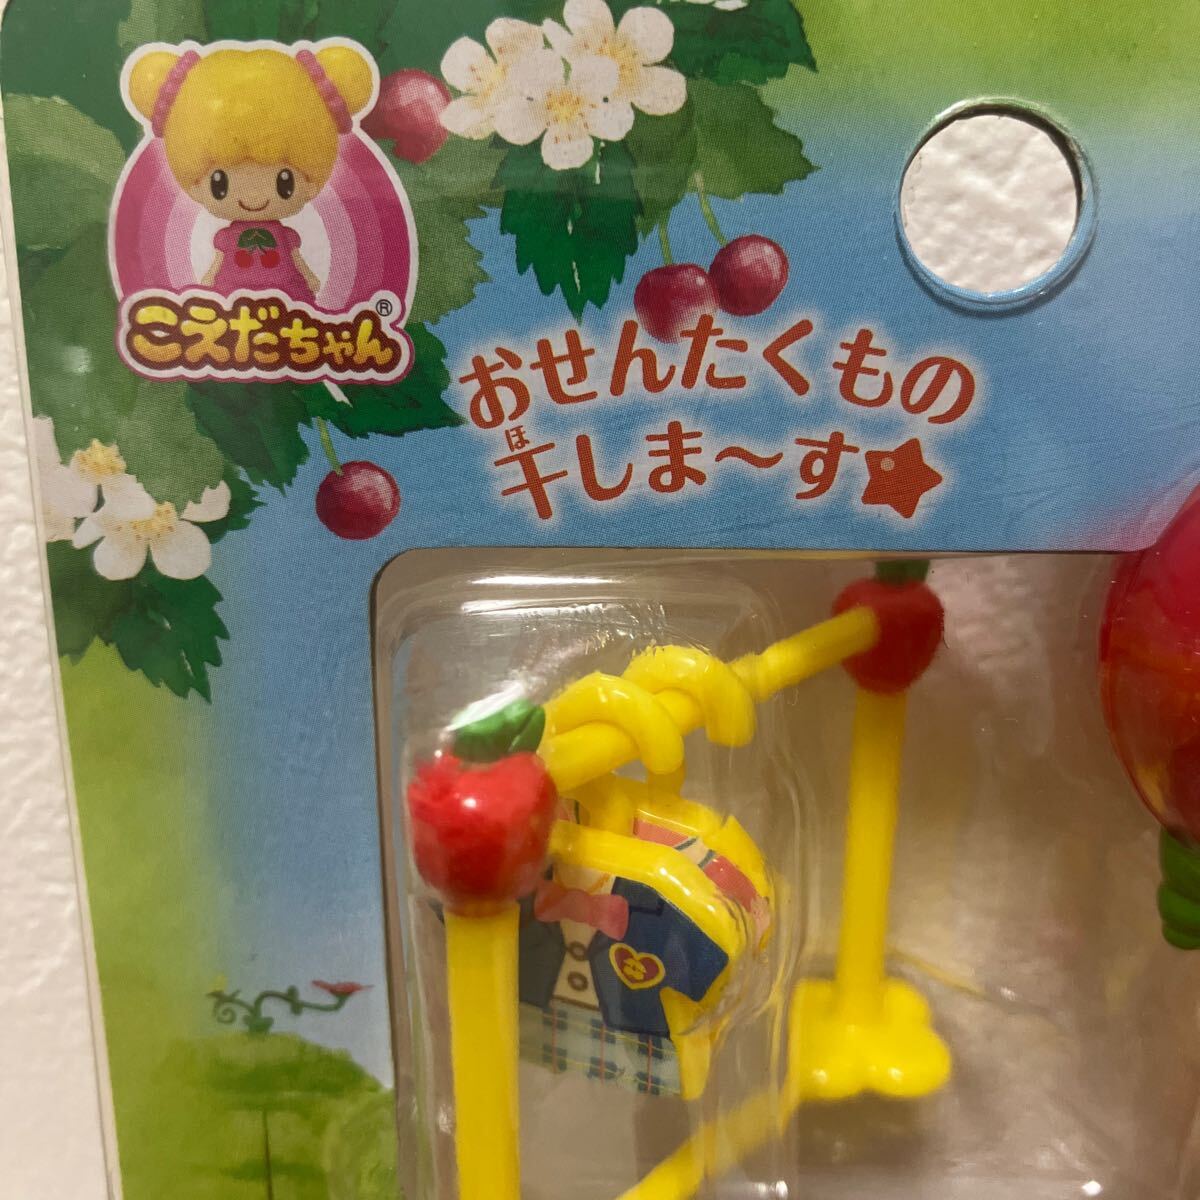 こえだちゃん®
おせんたくもの
干しま〜す★
ほ